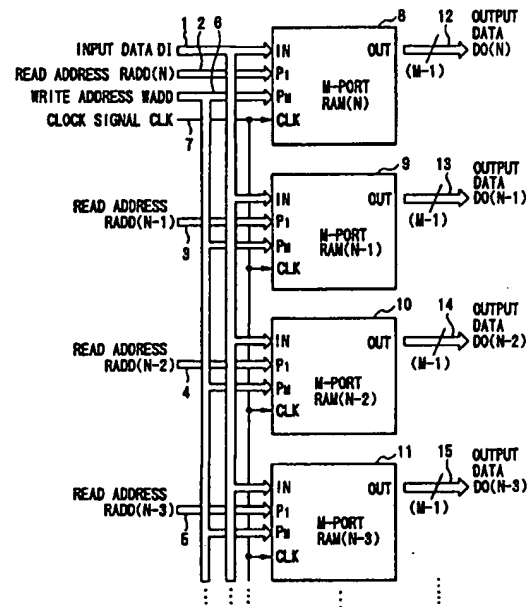 1 2 6 8 12 OUTPUT
INPUT DATA DI IN OUT DATA
READ ADDRESS RADD(N) P1 (M-1) DO(N)
WRITE ADDRESS WADD PM M-PORT
CLOCK SIGNAL CLK CLK RAM(N)
7
9 13 OUTPUT
READ ADDRESS IN OUT DATA
RADD(N-1) P1 (M-1) DO(N-1)
3 PM M-PORT
CLK RAM(N-1)
10 14 OUTPUT
READ ADDRESS IN OUT DATA
RADD(N-2) P1 (M-1) DO(N-2)
4 PM M-PORT
CLK RAM(N-2)
11 15 OUTPUT
READ ADDRESS IN OUT DATA
RADD(N-3) P1 (M-1) DO(N-3)
5 PM M-PORT
CLK RAM(N-3)